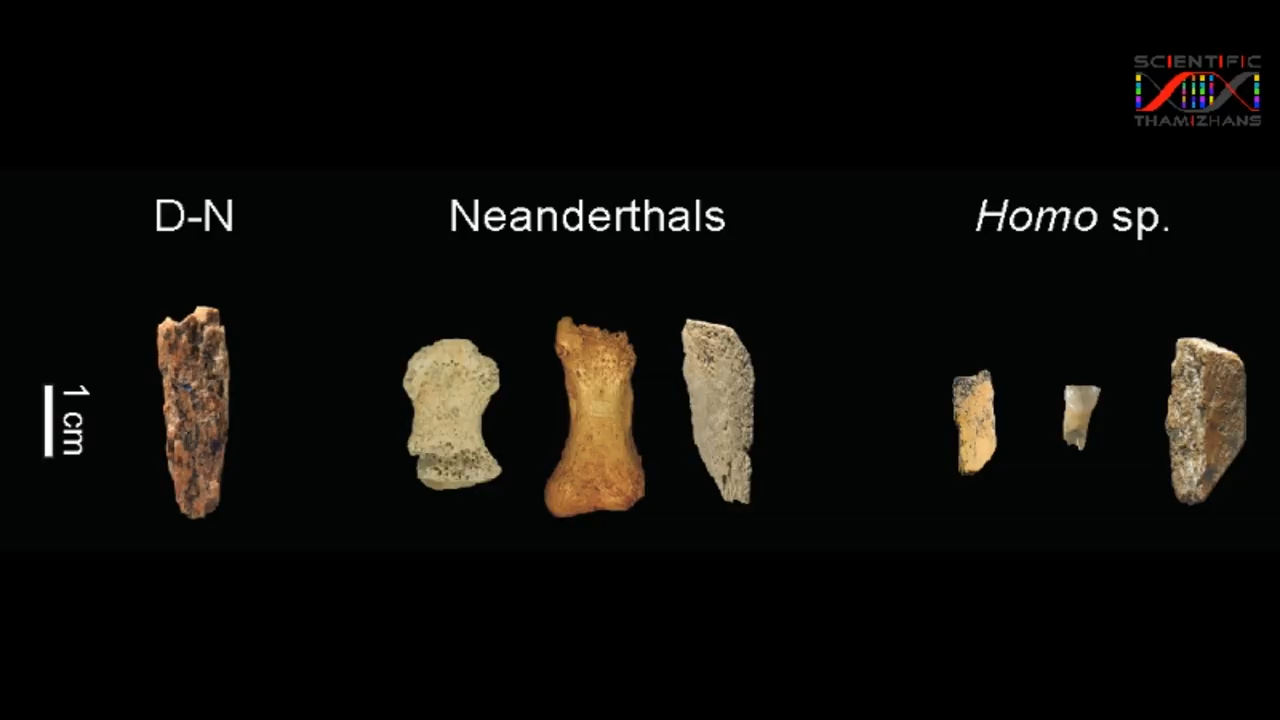 SCIENTIFIC
THAMIZHANS
D-N
Neanderthals
Homo sp.
1 cm